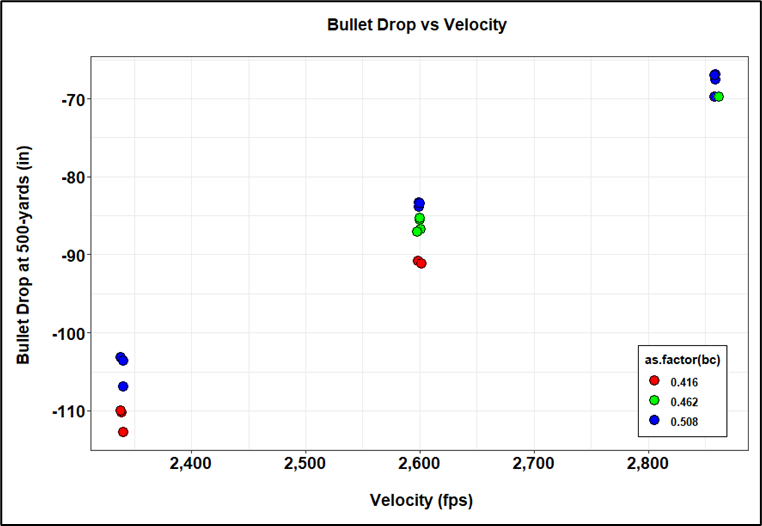 Bullet Drop vs Velocity
Bullet Drop at 500-yards (in)
-70
-80
-90
-100
-110
as.factor(bc)
0.416
0.462
0.508
2,400 2,500 2,600 2,700 2,800
Velocity (fps)